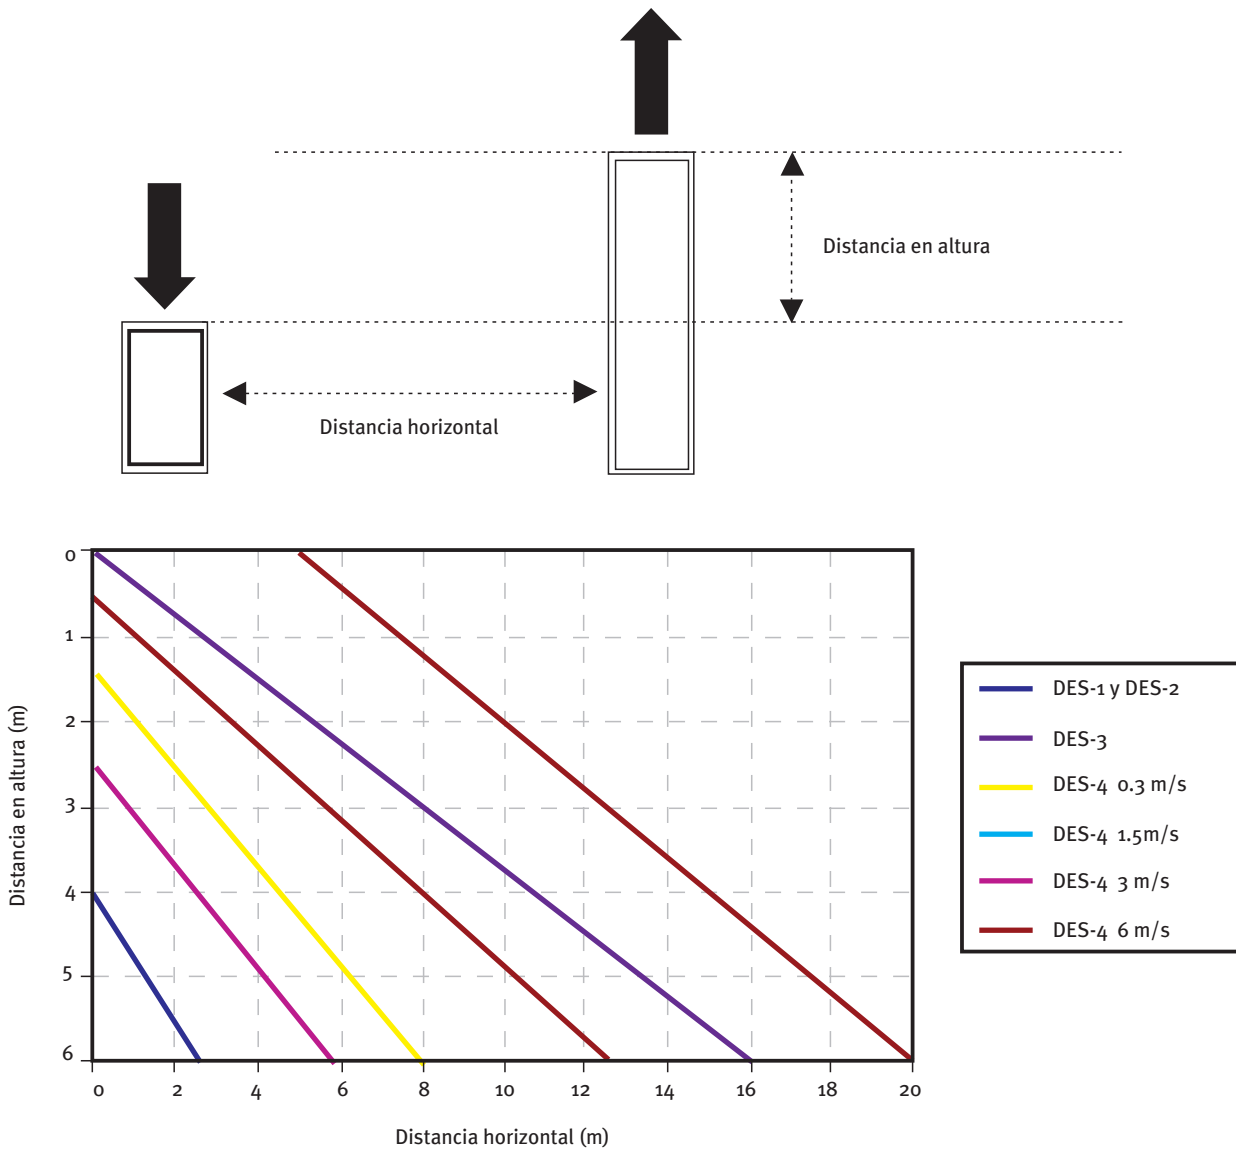 Distancia en altura
Distancia horizontal
Distancia en altura (m)
0
1
2
3
4
5
6
0 2 4 6 8 10 12 14 16 18 20
Distancia horizontal (m)
DES-1 y DES-2
DES-3
DES-4 0.3 m/s
DES-4 1.5m/s
DES-4 3 m/s
DES-4 6 m/s